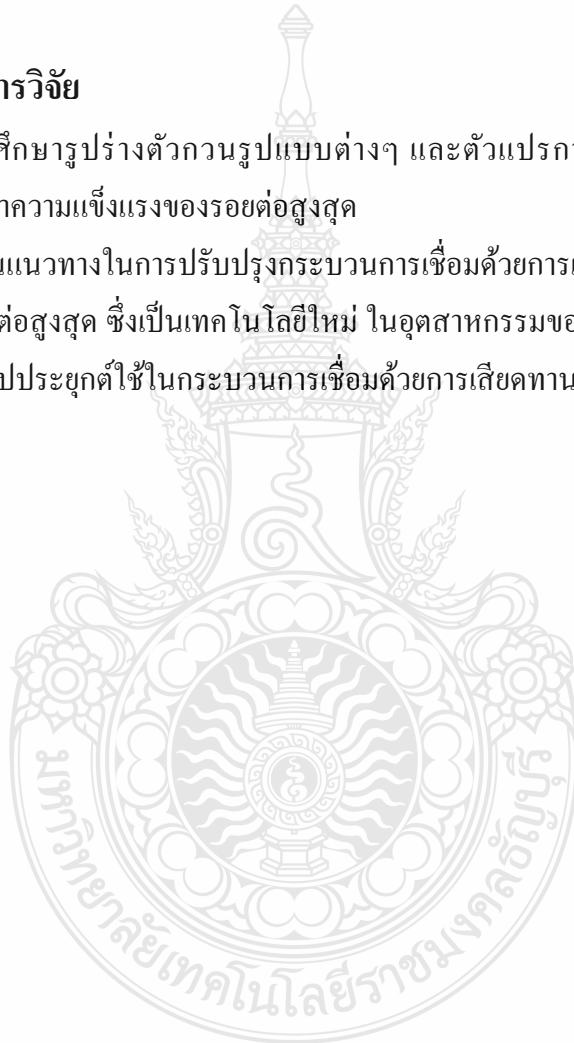 ารวิจัย
ศึกษารูปร่างตัวกวนรูปแบบต่างๆ และตัวแปรกา
าความแข็งแรงของรอยต่อสูงสุด
นแนวทางในการปรับปรุงกระบวนการเชื่อมด้วยการเ
ต่อสูงสุด ซึ่งเป็นเทคโนโลยีใหม่ ในอุตสาหกรรมขอ
ปประยุกต์ใช้ในกระบวนการเชื่อมด้วยการเสียดทาน
มหาวิทยาลัยเทคโนโลยีราชมงคลธัญบุรี